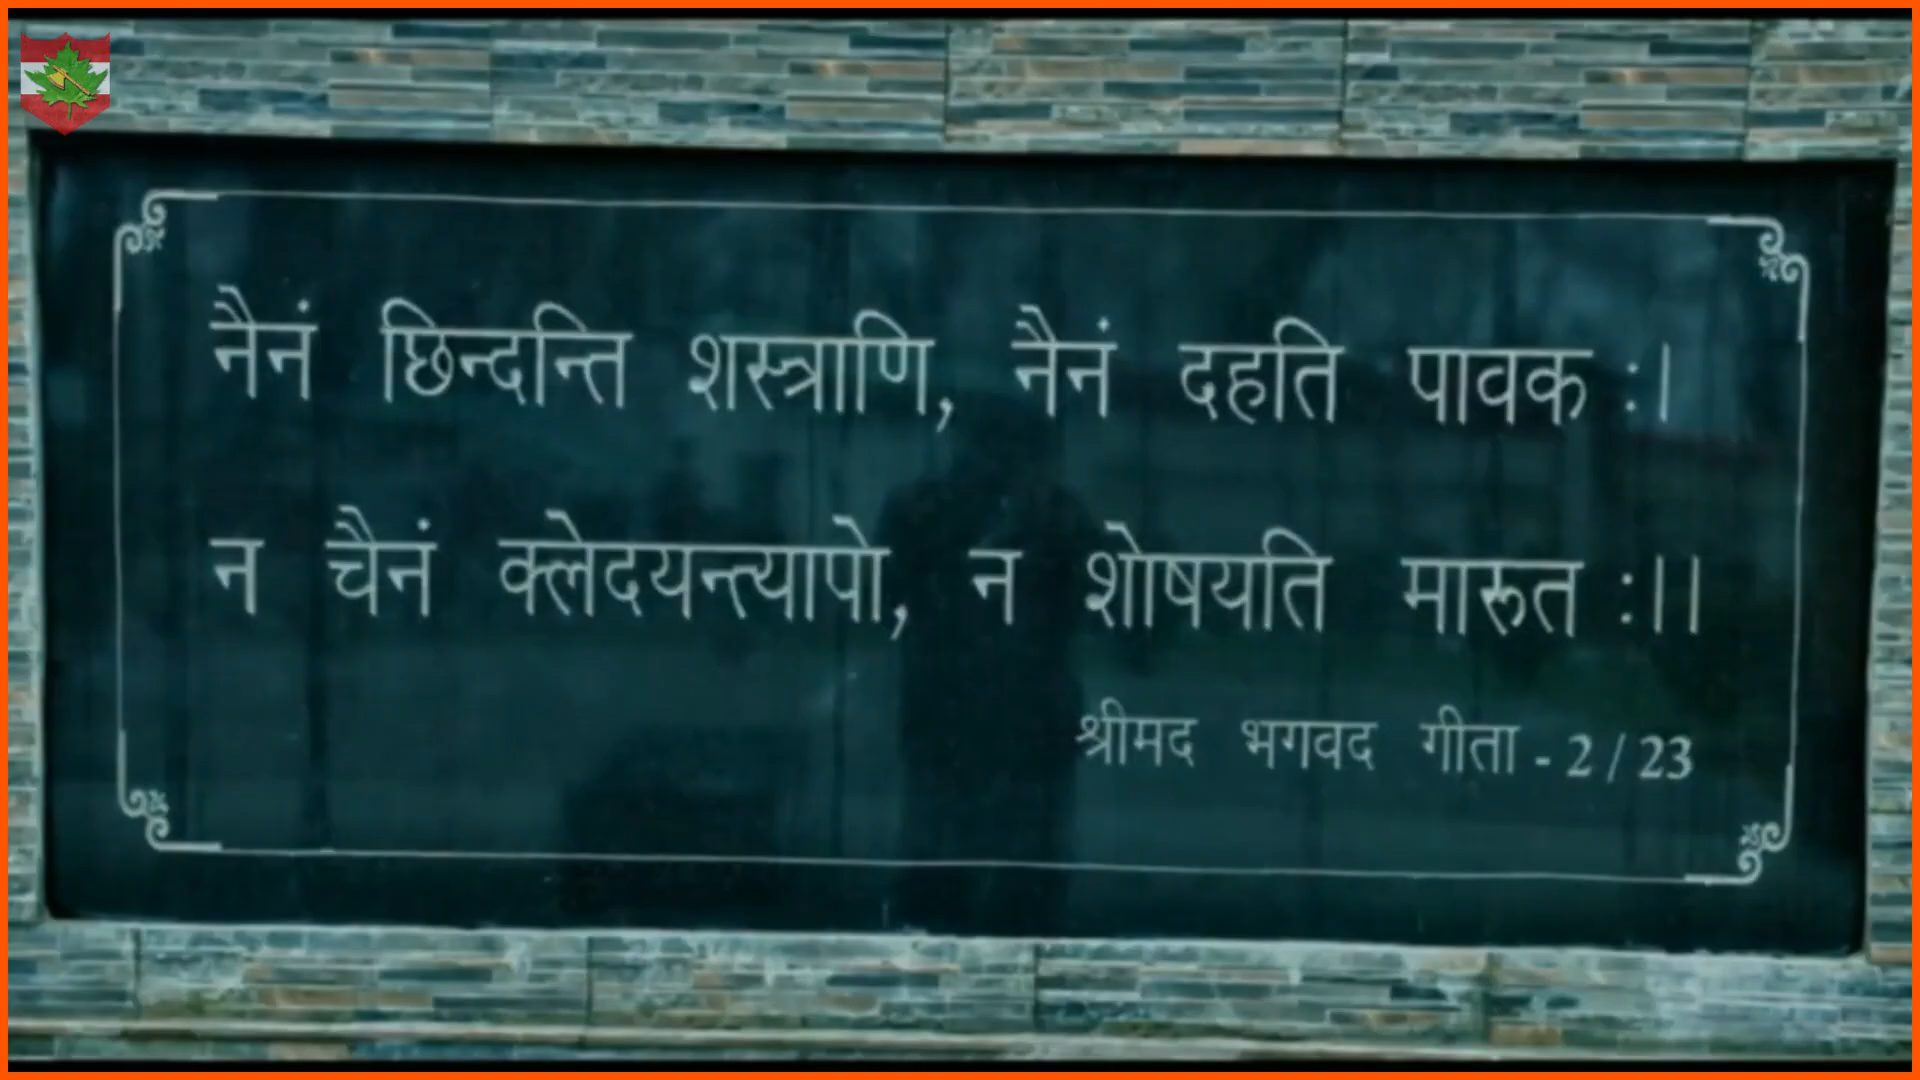 नैनं छिन्दन्ति शस्त्राणि, नैनं दहति पावक :।
न चैनं क्लेदयन्त्यापो, न शोषयति मारूत :।।
श्रीमद भगवद गीता - 2 / 23